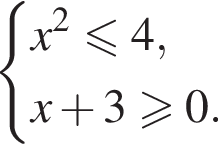 x² ⩽ 4,
x + 3 ⩾ 0.